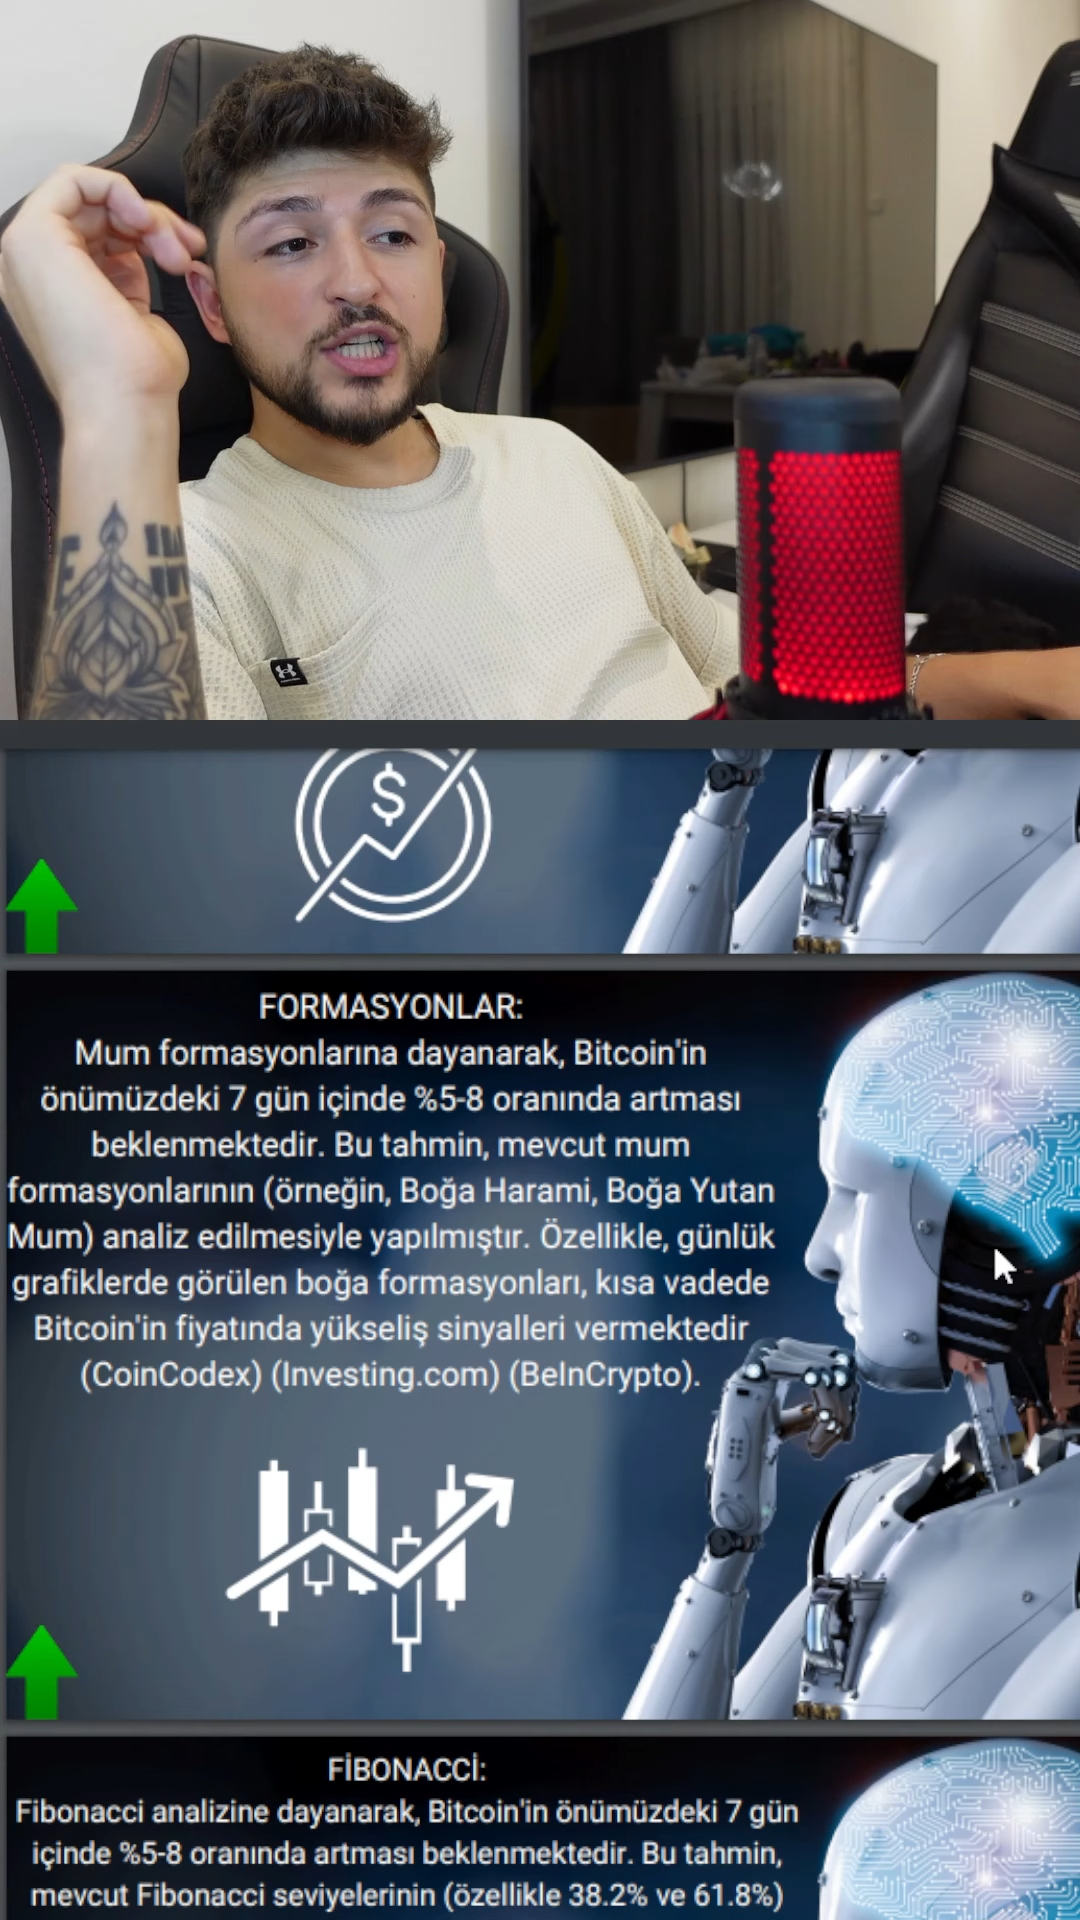 $
FORMASYONLAR:
Mum formasyonlarına dayanarak, Bitcoin'in
önümüzdeki 7 gün içinde %5-8 oranında artması
beklenmektedir. Bu tahmin, mevcut mum
formasyonlarının (örneğin, Boğa Harami, Boğa Yutan
Mum) analiz edilmesiyle yapılmıştır. Özellikle, günlük
grafiklerde görülen boğa formasyonları, kısa vadede
Bitcoin'in fiyatında yükseliş sinyalleri vermektedir
(CoinCodex) (Investing.com) (BeInCrypto).
FİBONACCİ:
Fibonacci analizine dayanarak, Bitcoin'in önümüzdeki 7 gün
içinde %5-8 oranında artması beklenmektedir. Bu tahmin,
mevcut Fibonacci seviyelerinin (özellikle 38.2% ve 61.8%)